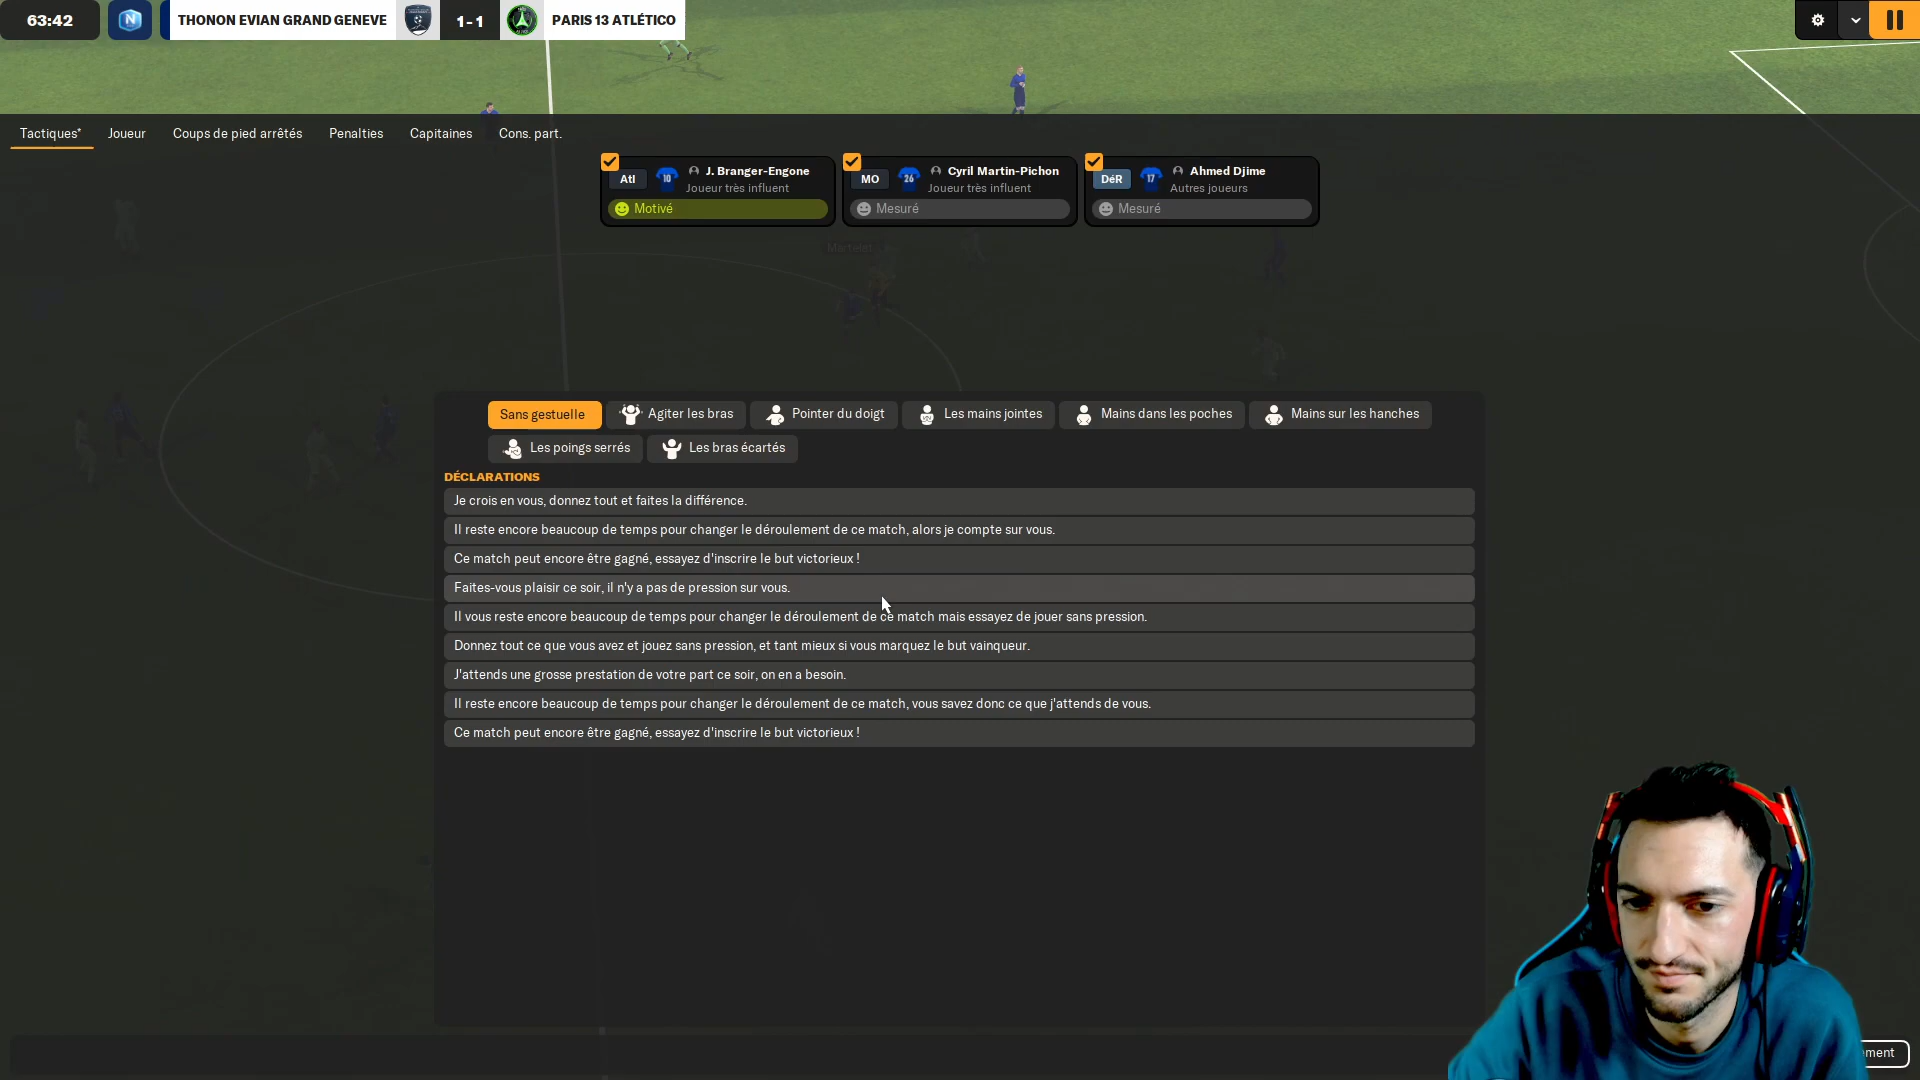 63:42
THONON EVIAN GRAND GENEVE
1-1
PARIS 13 ATLÉTICO
Tactiques*
Joueur
Coups de pied arrêtés
Penalties
Capitaines
Cons. part.
Atl
10
J. Branger-Engone
Joueur très influent
Motivé
MO
26
Cyril Martin-Pichon
Joueur très influent
Mesuré
DéR
17
Ahmed Djime
Autres joueurs
Mesuré
Sans gestuelle
Agiter les bras
Pointer du doigt
Les mains jointes
Mains dans les poches
Mains sur les hanches
Les poings serrés
Les bras écartés
DÉCLARATIONS
Je crois en vous, donnez tout et faites la différence.
Il reste encore beaucoup de temps pour changer le déroulement de ce match, alors je compte sur vous.
Ce match peut encore être gagné, essayez d'inscrire le but victorieux !
Faites-vous plaisir ce soir, il n'y a pas de pression sur vous.
Il vous reste encore beaucoup de temps pour changer le déroulement de ce match mais essayez de jouer sans pression.
Donnez tout ce que vous avez et jouez sans pression, et tant mieux si vous marquez le but vainqueur.
J'attends une grosse prestation de votre part ce soir, on en a besoin.
Il reste encore beaucoup de temps pour changer le déroulement de ce match, vous savez donc ce que j'attends de vous.
Ce match peut encore être gagné, essayez d'inscrire le but victorieux !